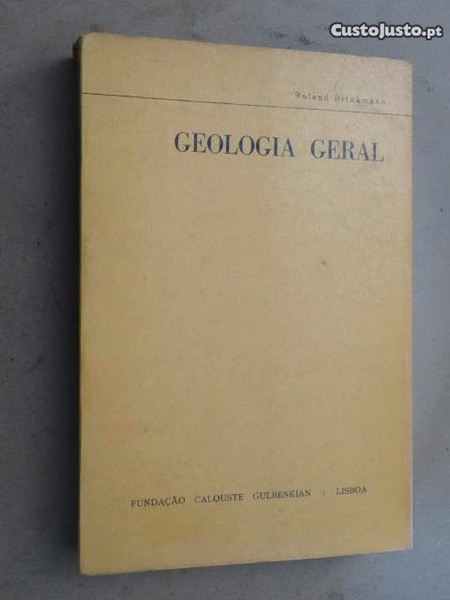 CustoJusto.pt
Roland Brinkmann
GEOLOGIA GERAL
FUNDAÇÃO CALOUSTE GULBENKIAN | LISBOA